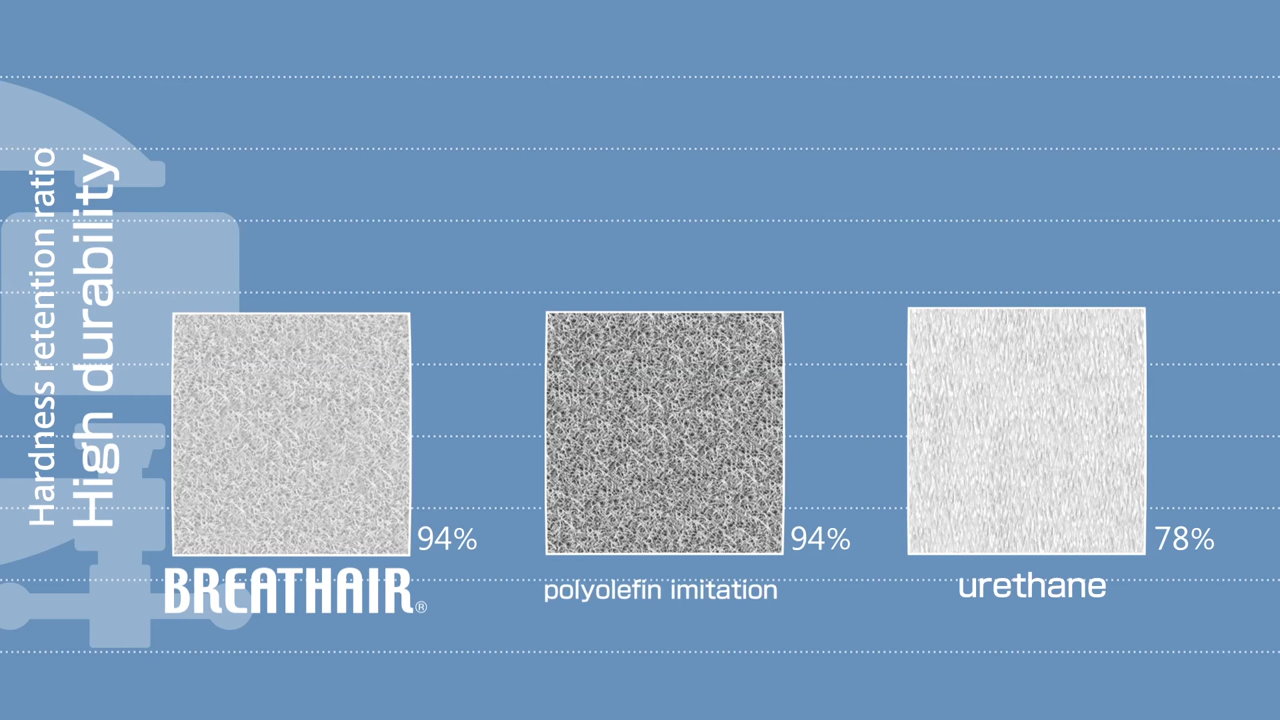 Hardness retention ratio
High durability
94%
BREATHAIR®
94%
polyolefin imitation
78%
urethane